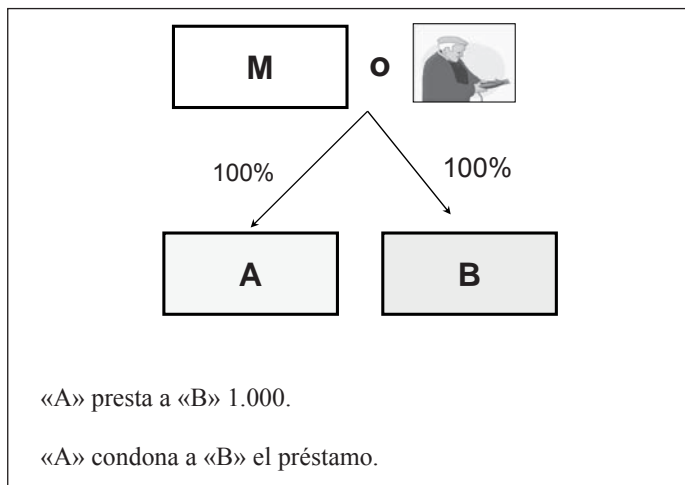 M o
100% 100%
A B
«A» presta a «B» 1.000.
«A» condona a «B» el préstamo.